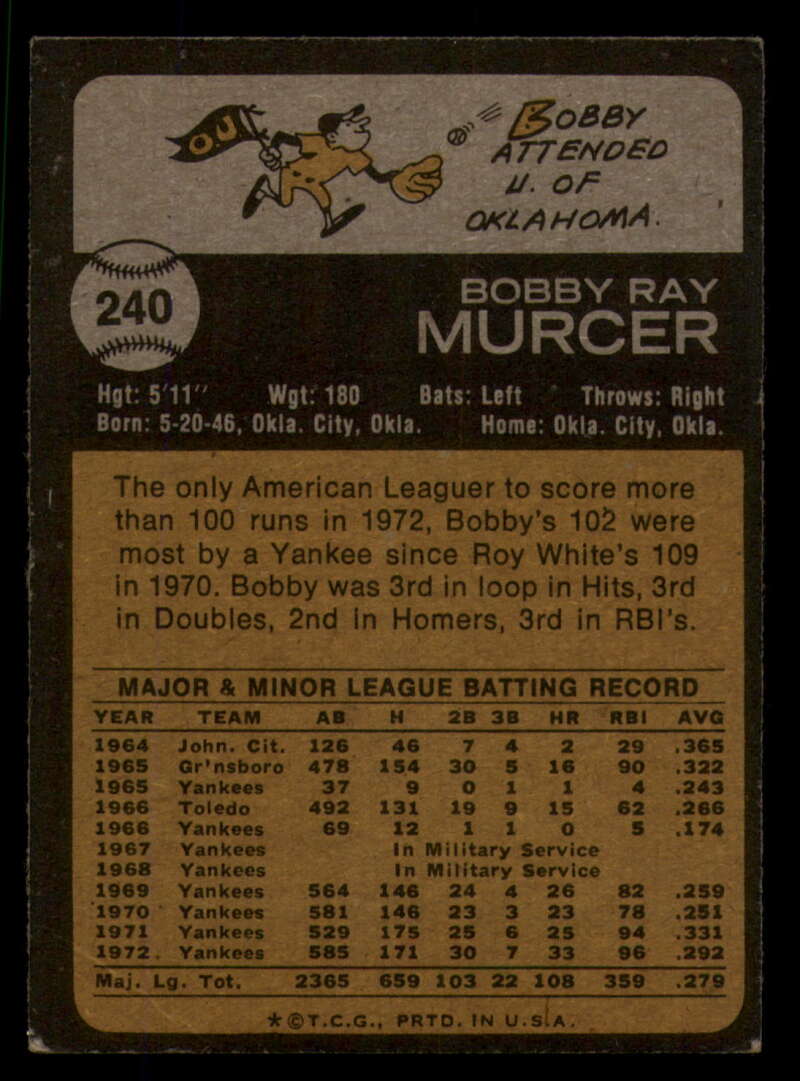 OU
BOBBY
ATTENDED
U. OF
OKLAHOMA.
240
BOBBY RAY
MURCER
Hgt: 5'11" Wgt: 180 Bats: Left Throws: Right
Born: 5-20-46, Okla. City, Okla. Home: Okla. City, Okla.
The only American Leaguer to score more
than 100 runs in 1972, Bobby's 102 were
most by a Yankee since Roy White's 109
in 1970. Bobby was 3rd in loop in Hits, 3rd
in Doubles, 2nd in Homers, 3rd in RBI's.
MAJOR & MINOR LEAGUE BATTING RECORD
YEAR TEAM AB H 2B 3B HR RBI AVG
1964 John. Cit. 126 46 7 4 2 29 .365
1965 Gr'nsboro 478 154 30 5 16 90 .322
1965 Yankees 37 9 0 1 1 4 .243
1966 Toledo 492 131 19 9 15 62 .266
1966 Yankees 69 12 1 1 0 5 .174
1967 Yankees In Military Service
1968 Yankees In Military Service
1969 Yankees 564 146 24 4 26 82 .259
1970 Yankees 581 146 23 3 23 78 .251
1971 Yankees 529 175 25 6 25 94 .331
1972 Yankees 585 171 30 7 33 96 .292
Maj. Lg. Tot. 2365 659 103 22 108 359 .279
*©T.C.G., PRTD. IN U.S.A.